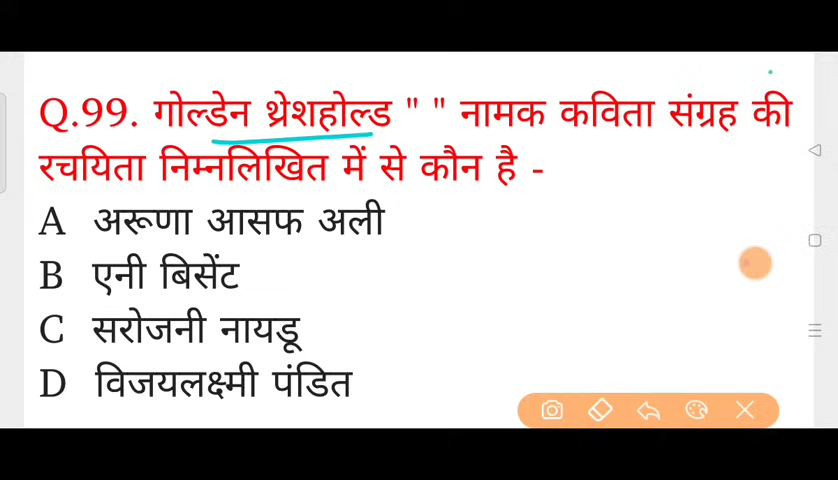 Q.99. गोल्डेन थ्रेशहोल्ड " " नामक कविता संग्रह की
रचयिता निम्नलिखित में से कौन है -
A अरूणा आसफ अली
B एनी बिसेंट
C सरोजनी नायडू
D विजयलक्ष्मी पंडित